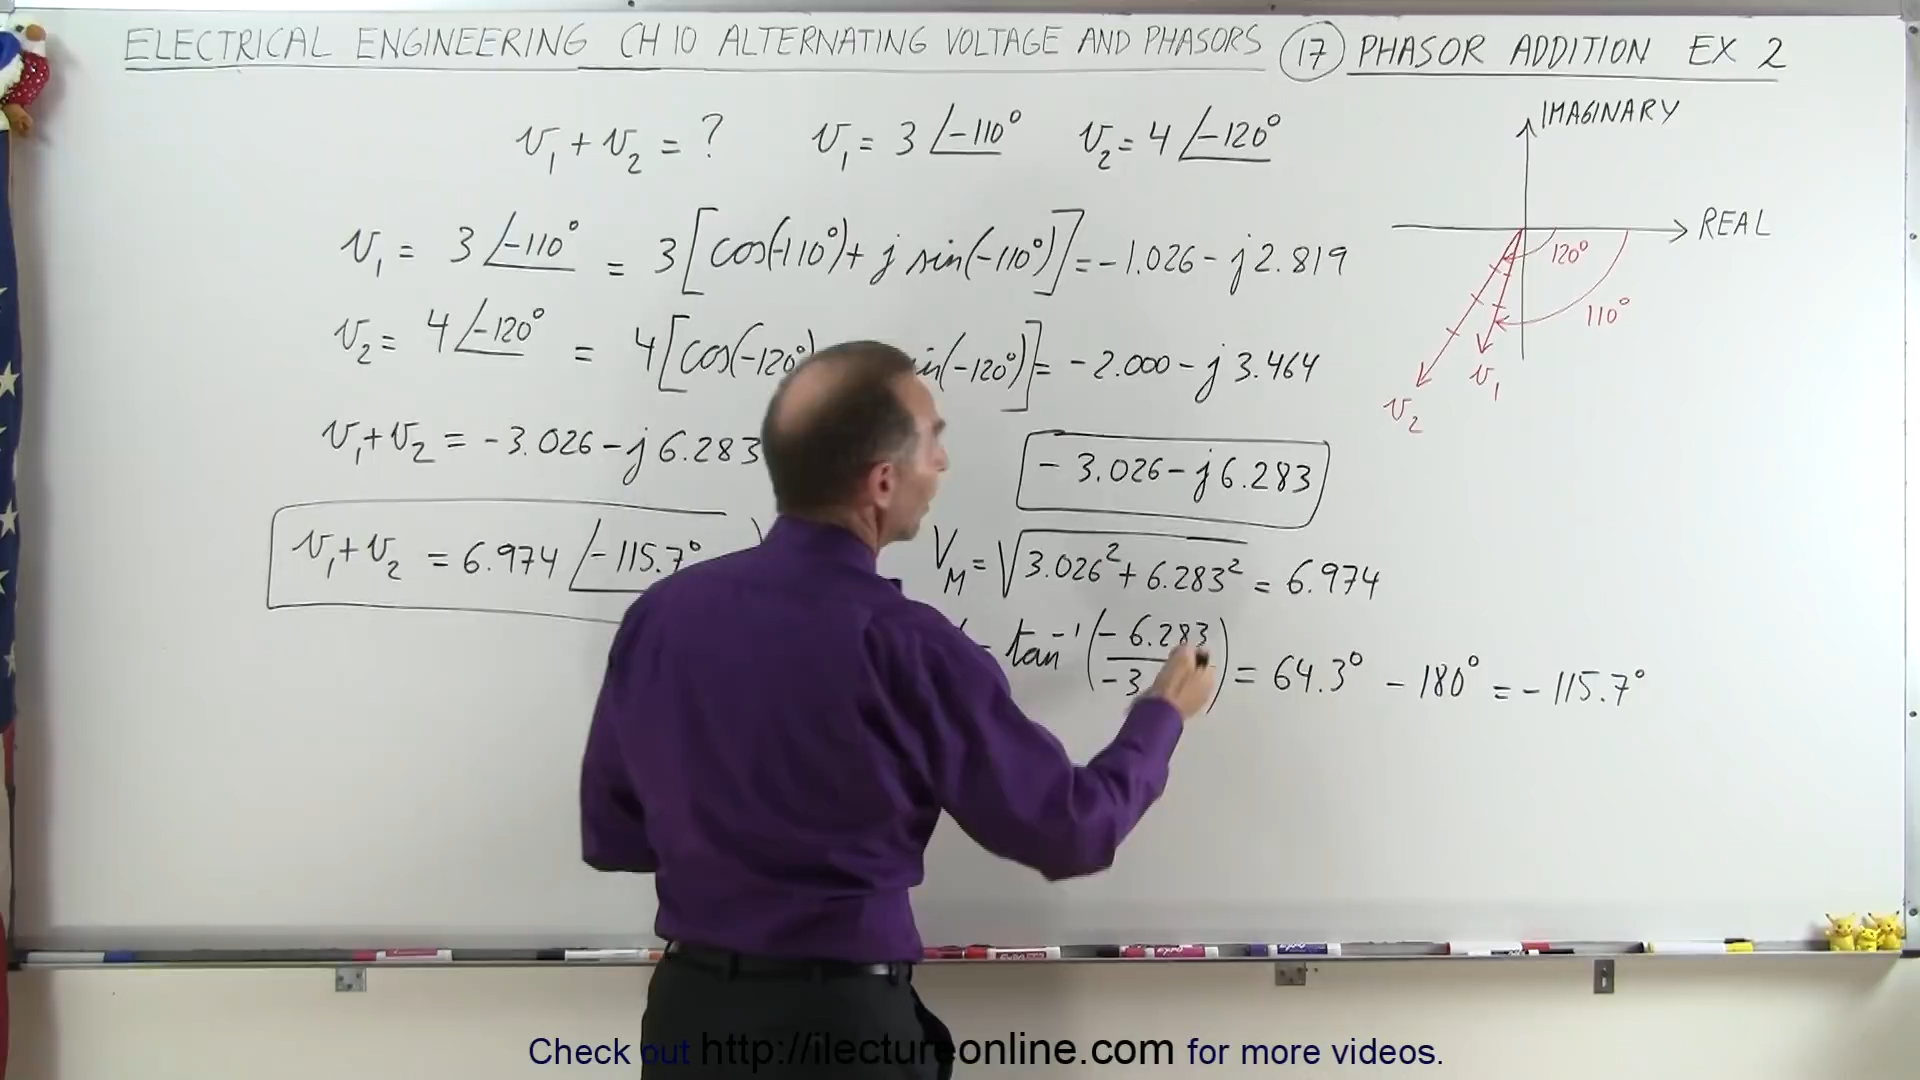 ELECTRICAL ENGINEERING CH 10 ALTERNATING VOLTAGE AND PHASORS (17) PHASOR ADDITION EX 2
v₁ + v₂ = ? v₁ = 3 ∠-110° v₂ = 4 ∠-120°
IMAGINARY
REAL
120°
110°
v₁
v₂
v₁ = 3 ∠-110° = 3[cos(-110°) + j sin(-110°)] = -1.026 - j2.819
v₂ = 4 ∠-120° = 4[cos(-120°) in(-120°)] = -2.000 - j3.464
v₁+v₂ = -3.026 - j6.283
-3.026 - j6.283
v₁+v₂ = 6.974 ∠-115.7°
V_M = √(3.026² + 6.283²) = 6.974
tan⁻¹(-6.283/-3) = 64.3° - 180° = -115.7°
Check out http://ilectureonline.com for more videos.